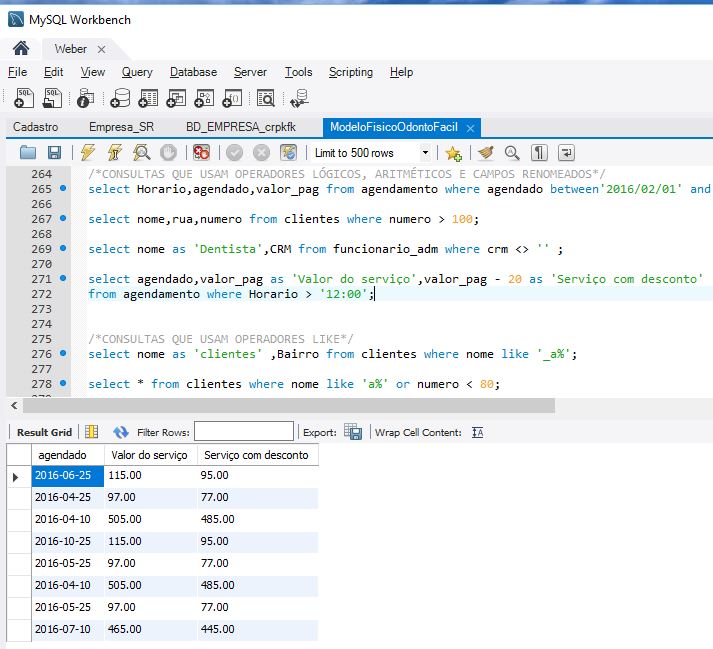 MySQL Workbench
Weber
File Edit View Query Database Server Tools Scripting Help
Cadastro Empresa_SR BD_EMPRESA_crpkfk ModeloFisicoOdontoFacil
Limit to 500 rows
264 /*CONSULTAS QUE USAM OPERADORES LÓGICOS, ARITMÉTICOS E CAMPOS RENOMEADOS*/
265 select Horario,agendado,valor_pag from agendamento where agendado between'2016/02/01' and
266
267 select nome,rua,numero from clientes where numero > 100;
268
269 select nome as 'Dentista',CRM from funcionario_adm where crm <> '' ;
270
271 select agendado,valor_pag as 'Valor do serviço',valor_pag - 20 as 'Serviço com desconto'
272 from agendamento where Horario > '12:00';
273
274
275 /*CONSULTAS QUE USAM OPERADORES LIKE*/
276 select nome as 'clientes' ,Bairro from clientes where nome like '_a%';
277
278 select * from clientes where nome like 'a%' or numero < 80;
Result Grid Filter Rows: Export: Wrap Cell Content:
agendado Valor do serviço Serviço com desconto
2016-06-25 115.00 95.00
2016-04-25 97.00 77.00
2016-04-10 505.00 485.00
2016-10-25 115.00 95.00
2016-05-25 97.00 77.00
2016-04-10 505.00 485.00
2016-05-25 97.00 77.00
2016-07-10 465.00 445.00